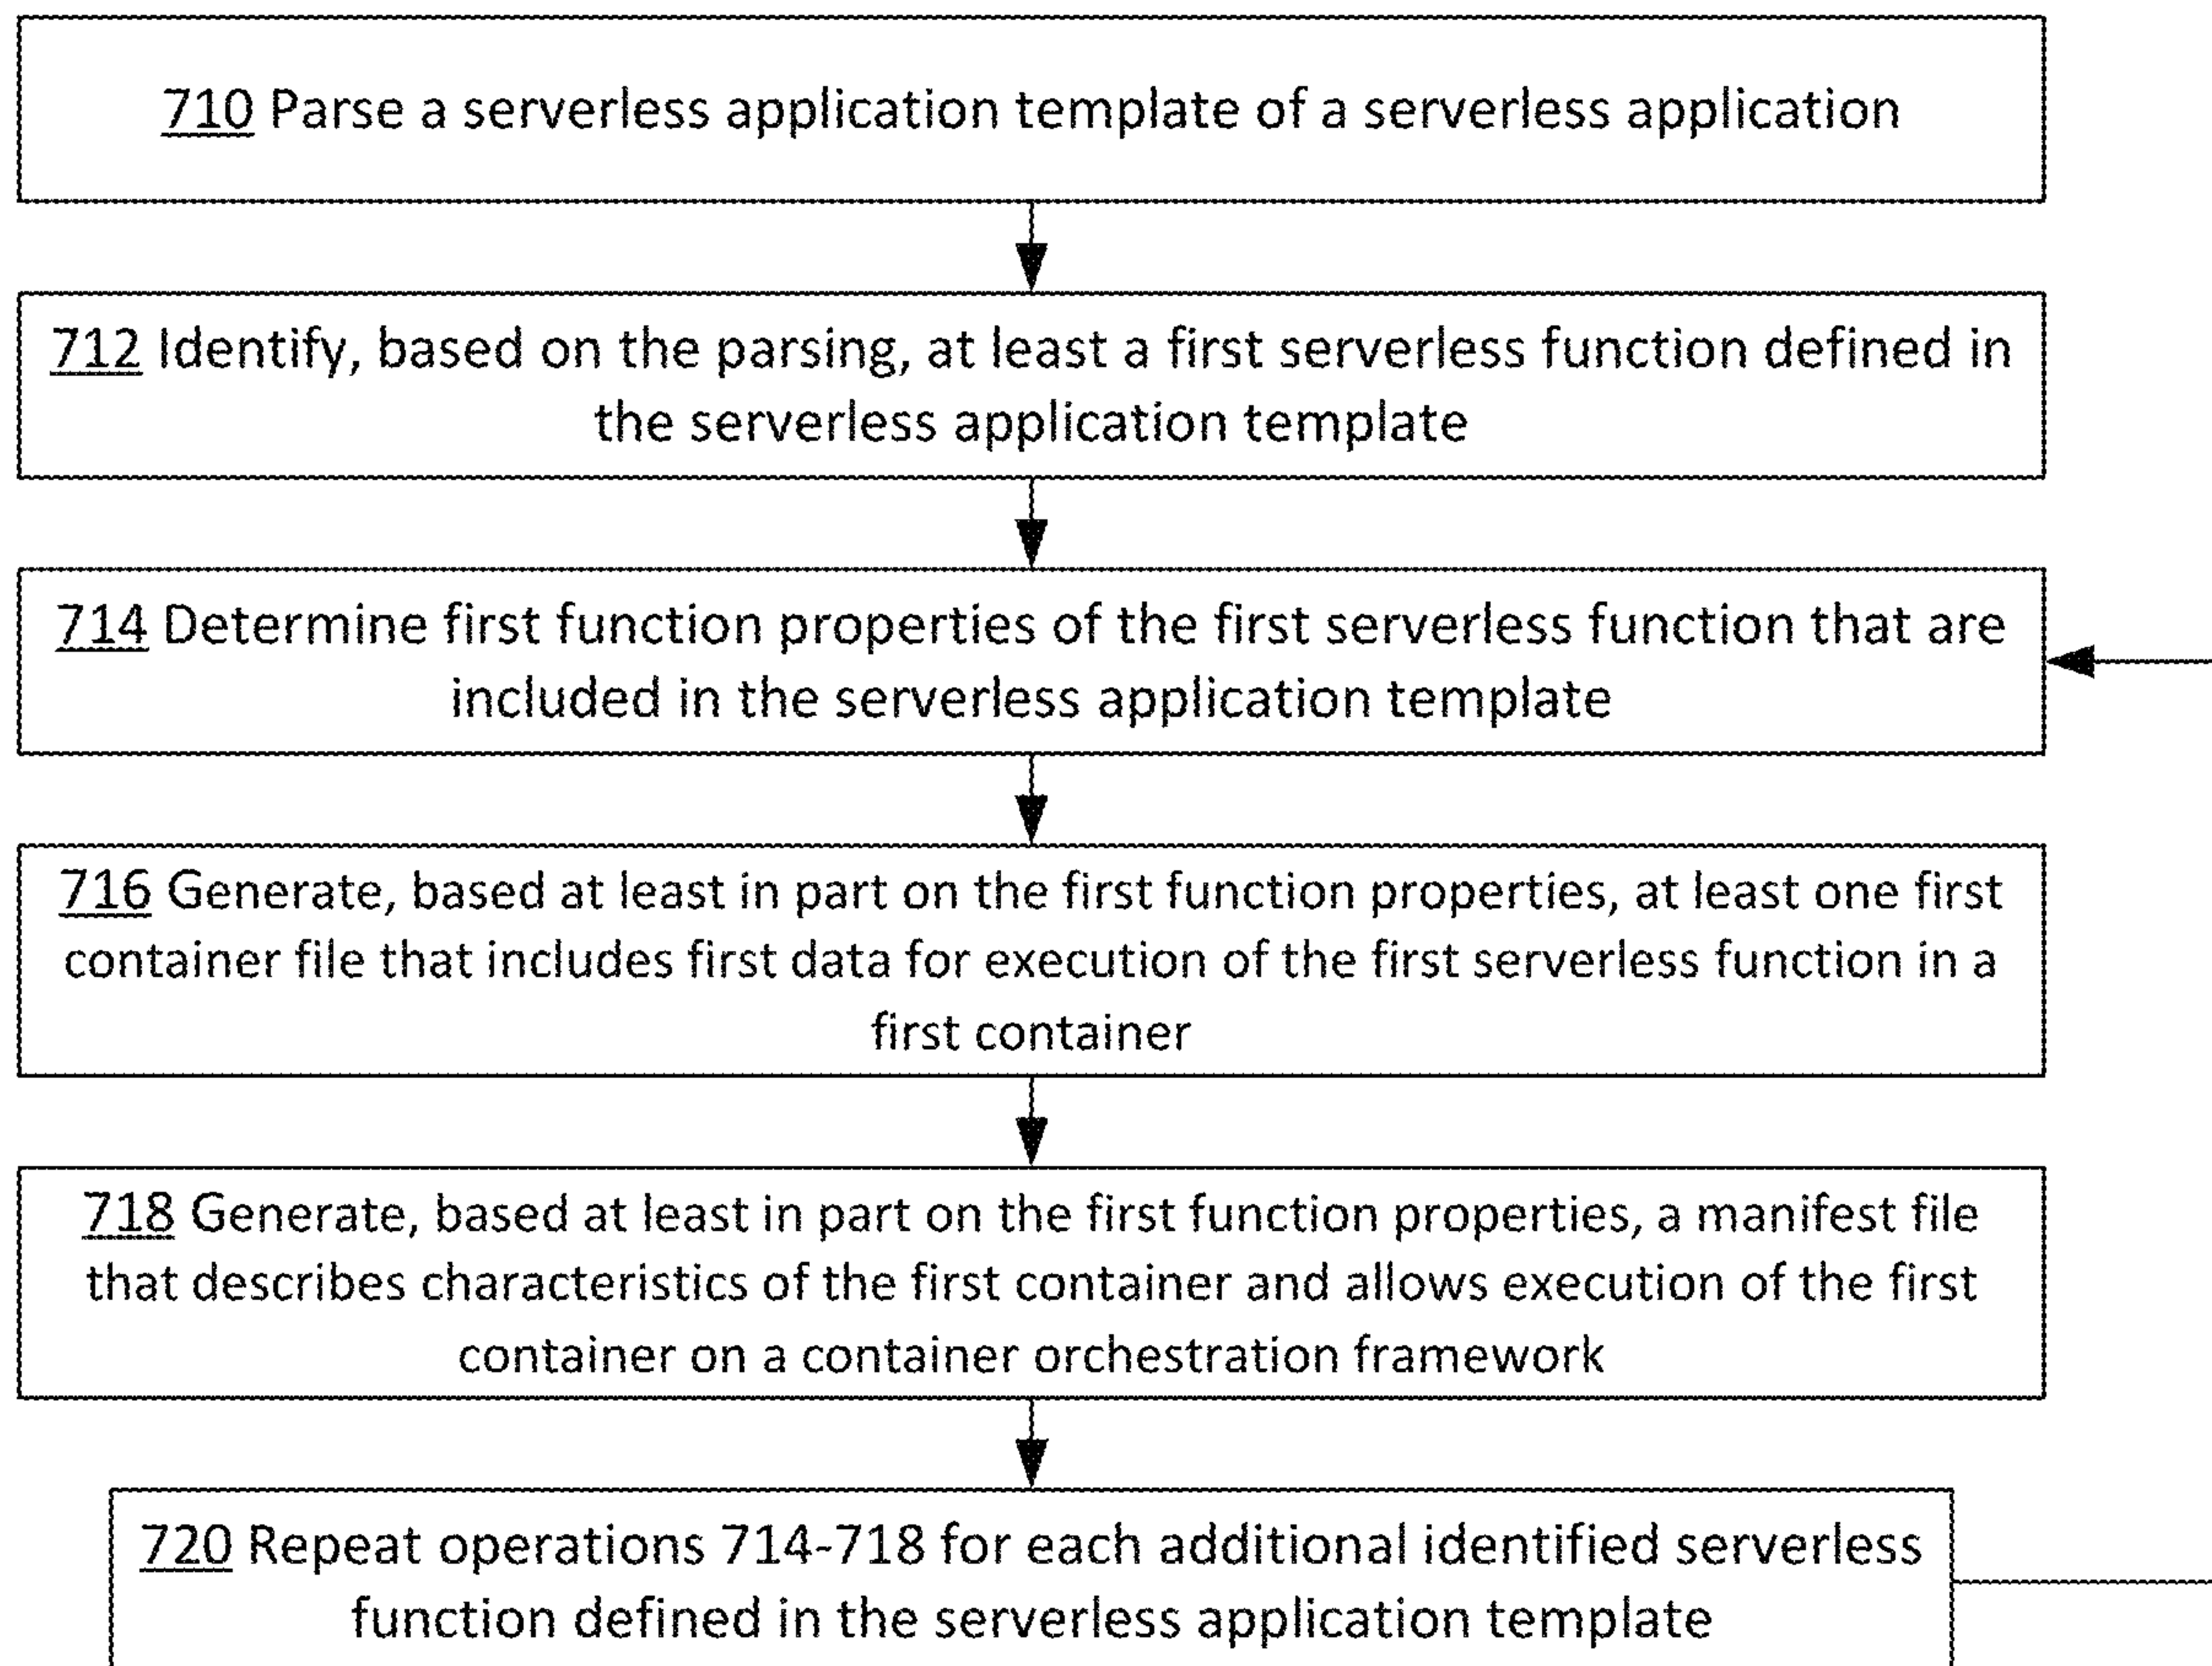 710 Parse a serverless application template of a serverless application
712 Identify, based on the parsing, at least a first serverless function defined in
the serverless application template
714 Determine first function properties of the first serverless function that are
included in the serverless application template
716 Generate, based at least in part on the first function properties, at least one first
container file that includes first data for execution of the first serverless function in a
first container
718 Generate, based at least in part on the first function properties, a manifest file
that describes characteristics of the first container and allows execution of the first
container on a container orchestration framework
720 Repeat operations 714-718 for each additional identified serverless
function defined in the serverless application template